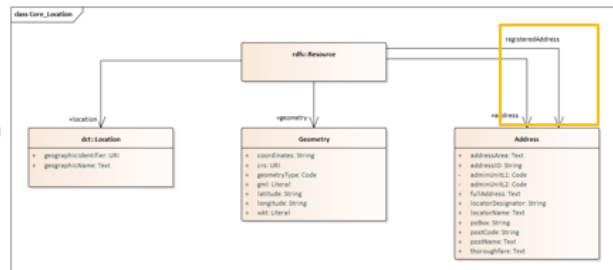 class Core_Location
registeredAddress
rdfs::Resource
+location
+geometry
+address
dct::Location
+ geographicIdentifier: URI
+ geographicName: Text
Geometry
+ coordinates: String
+ crs: URI
+ geometryType: Code
+ gml: Literal
+ latitude: String
+ longitude: String
+ wkt: Literal
Address
+ addressArea: Text
+ addressID: String
- adminUnitL1: Code
- adminUnitL2: Code
+ fullAddress: Text
+ locatorDesignator: String
+ locatorName: Text
+ poBox: String
+ postCode: String
+ postName: Text
+ thoroughfare: Text